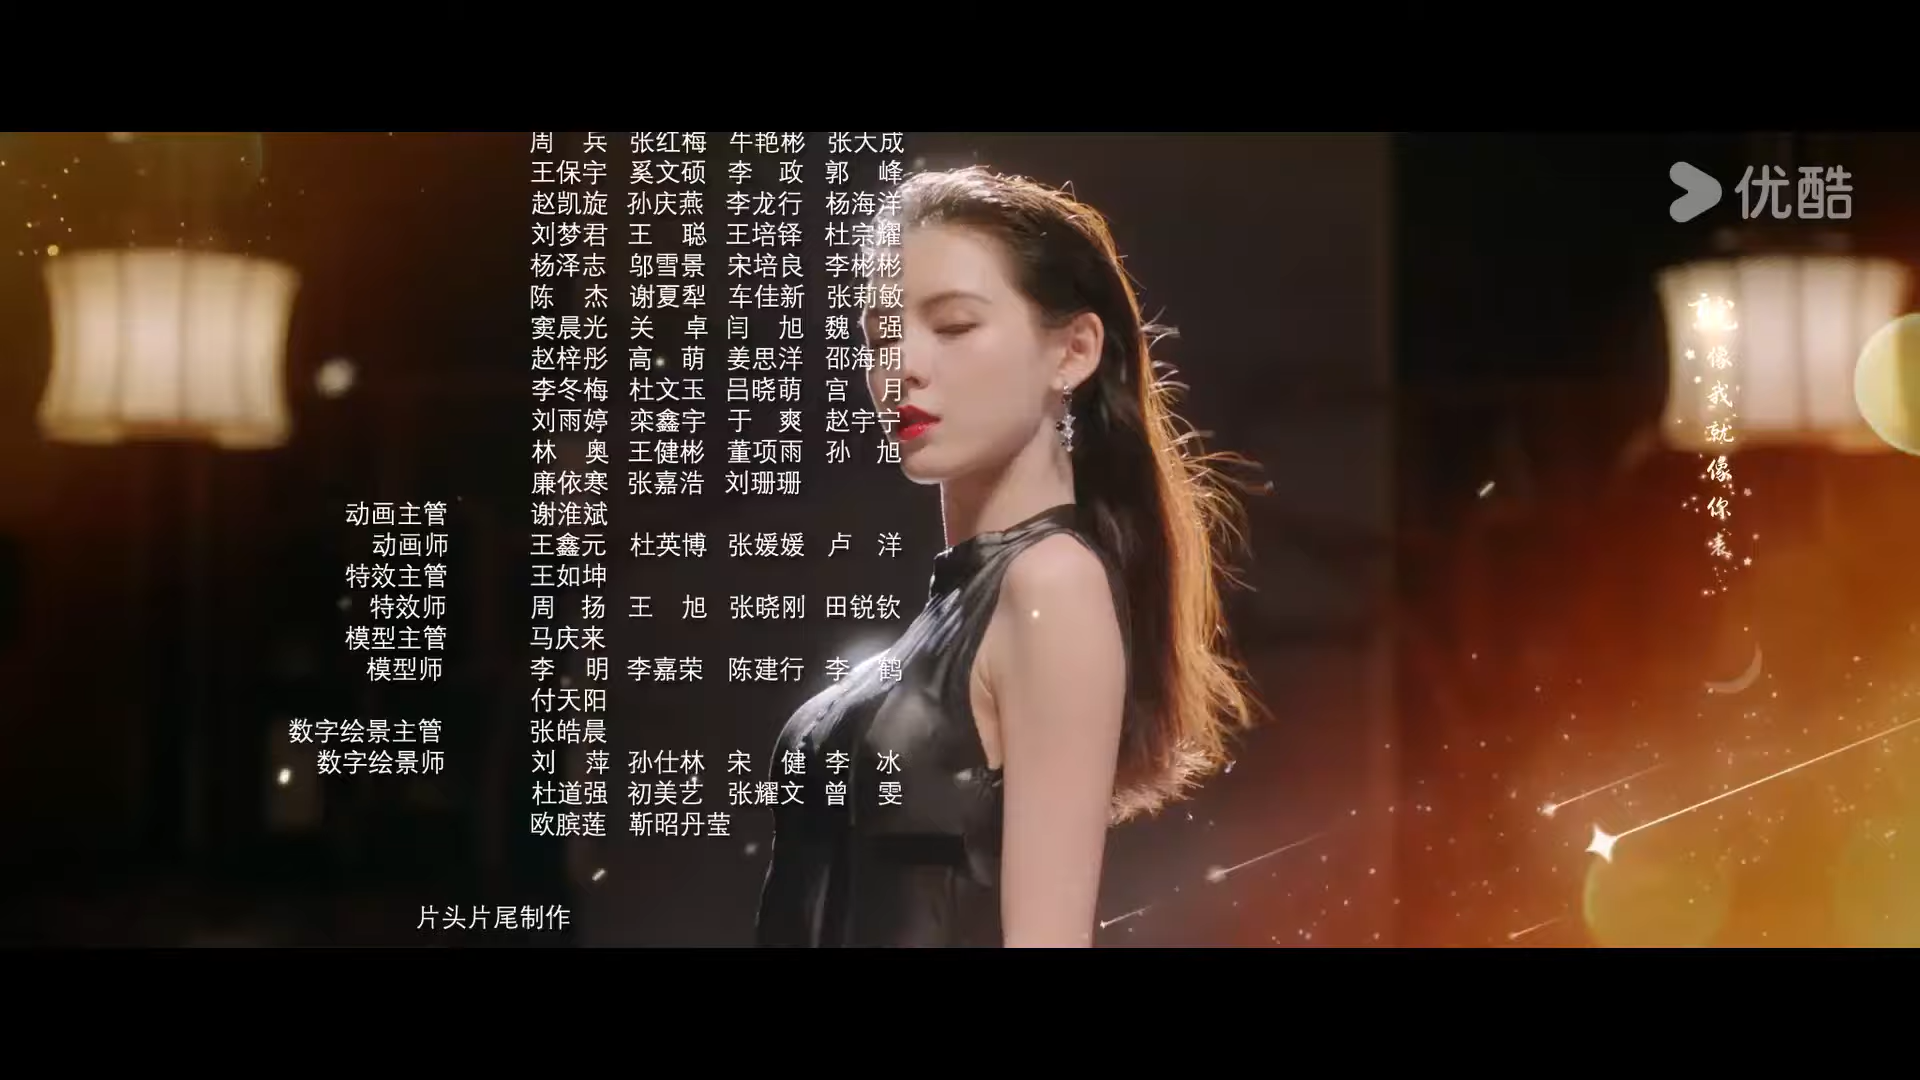 周 兵 张红梅 牛艳彬 张天成
王保宇 奚文硕 李 政 郭 峰
赵凯旋 孙庆燕 李龙行 杨海洋
刘梦君 王 聪 王培铎 杜宗耀
杨泽志 邬雪景 宋培良 李彬彬
陈 杰 谢夏犁 车佳新 张莉敏
窦晨光 关 卓 闫 旭 魏 强
赵梓彤 高 萌 姜思洋 邵海明
李冬梅 杜文玉 吕晓萌 宫 月
刘雨婷 栾鑫宇 于 爽 赵宇宁
林 奥 王健彬 董项雨 孙 旭
廉依寒 张嘉浩 刘珊珊
动画主管 谢淮斌
动画师 王鑫元 杜英博 张媛媛 卢 洋
特效主管 王如坤
特效师 周 扬 王 旭 张晓刚 田锐钦
模型主管 马庆来
模型师 李 明 李嘉荣 陈建行 李 鹤
付天阳
数字绘景主管 张皓晨
数字绘景师 刘 萍 孙仕林 宋 健 李 冰
杜道强 初美艺 张耀文 曾 雯
欧膑莲 靳昭丹莹
片头片尾制作
优酷
就像我就像你